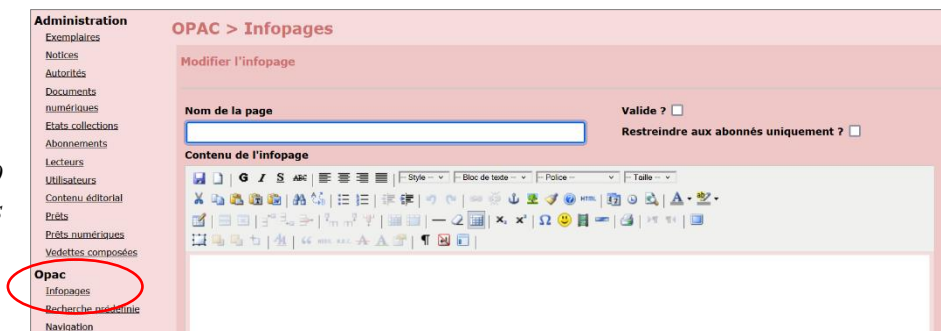 Administration
Exemplaires
Notices
Autorités
Documents
numériques
Etats collections
Abonnements
Lecteurs
Utilisateurs
Contenu éditorial
Prêts
Prêts numériques
Vedettes composées
Opac
Infopages
Recherche prédéfinie
Navigation
OPAC > Infopages
Modifier l'infopage
Nom de la page
Valide ?
Restreindre aux abonnés uniquement ?
Contenu de l'infopage
G I S ABC -- Style -- -- Bloc de texte -- -- Police -- -- Taille --
HTML